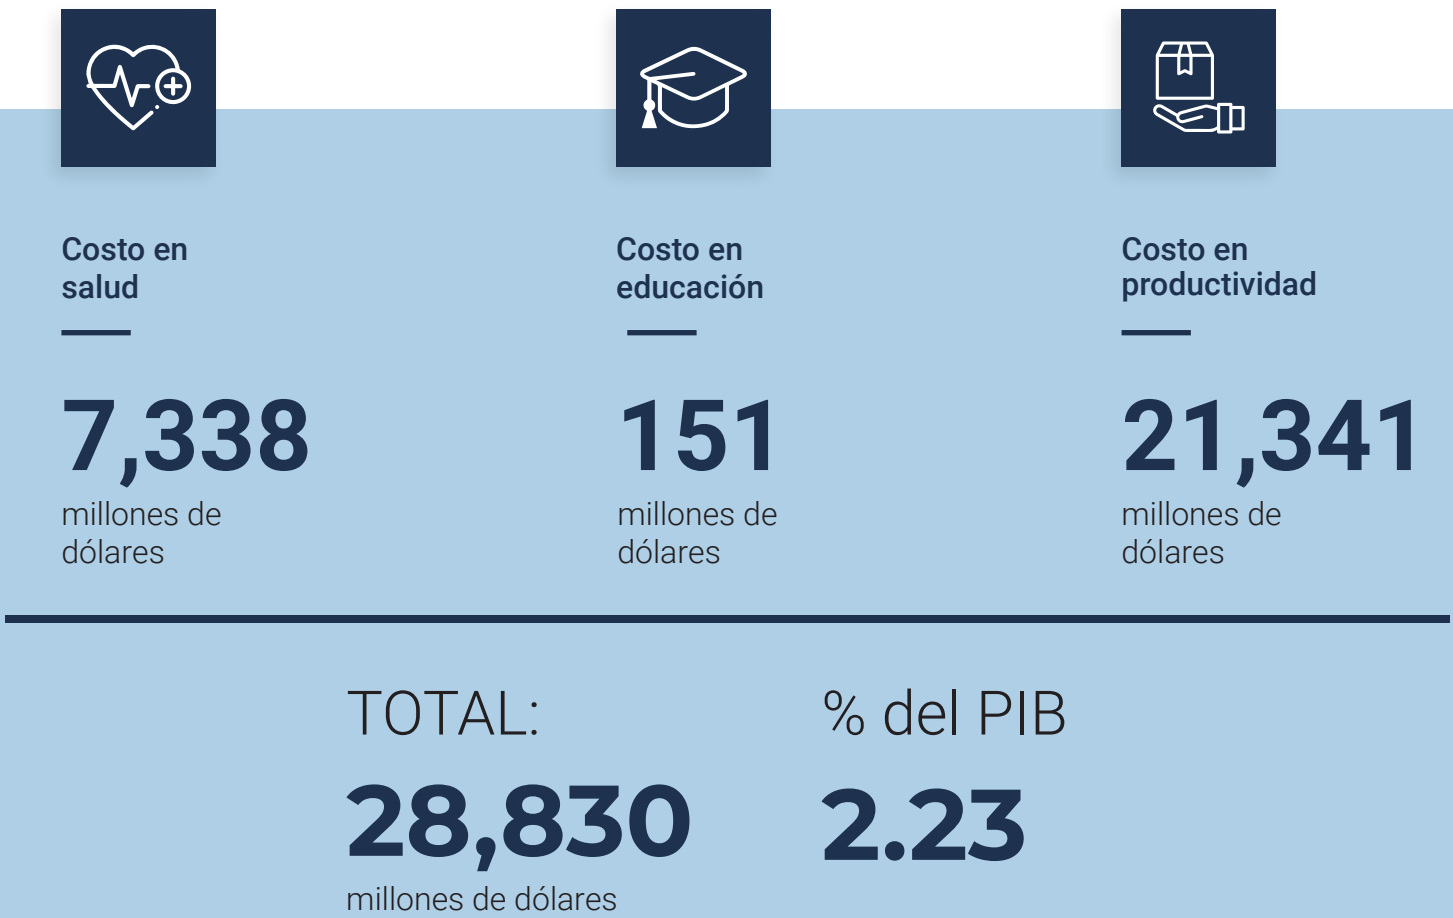 Costo en
salud
7,338
millones de
dólares
Costo en
educación
151
millones de
dólares
Costo en
productividad
21,341
millones de
dólares
TOTAL:
28,830
millones de dólares
% del PIB
2.23